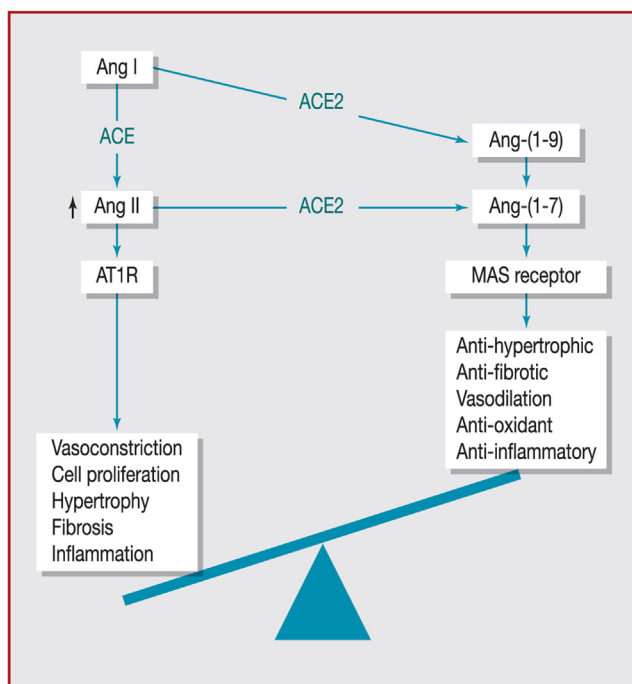 Ang I
ACE2
ACE
Ang-(1-9)
↑ Ang II
ACE2
Ang-(1-7)
AT1R
MAS receptor
Anti-hypertrophic
Anti-fibrotic
Vasodilation
Anti-oxidant
Anti-inflammatory
Vasoconstriction
Cell proliferation
Hypertrophy
Fibrosis
Inflammation